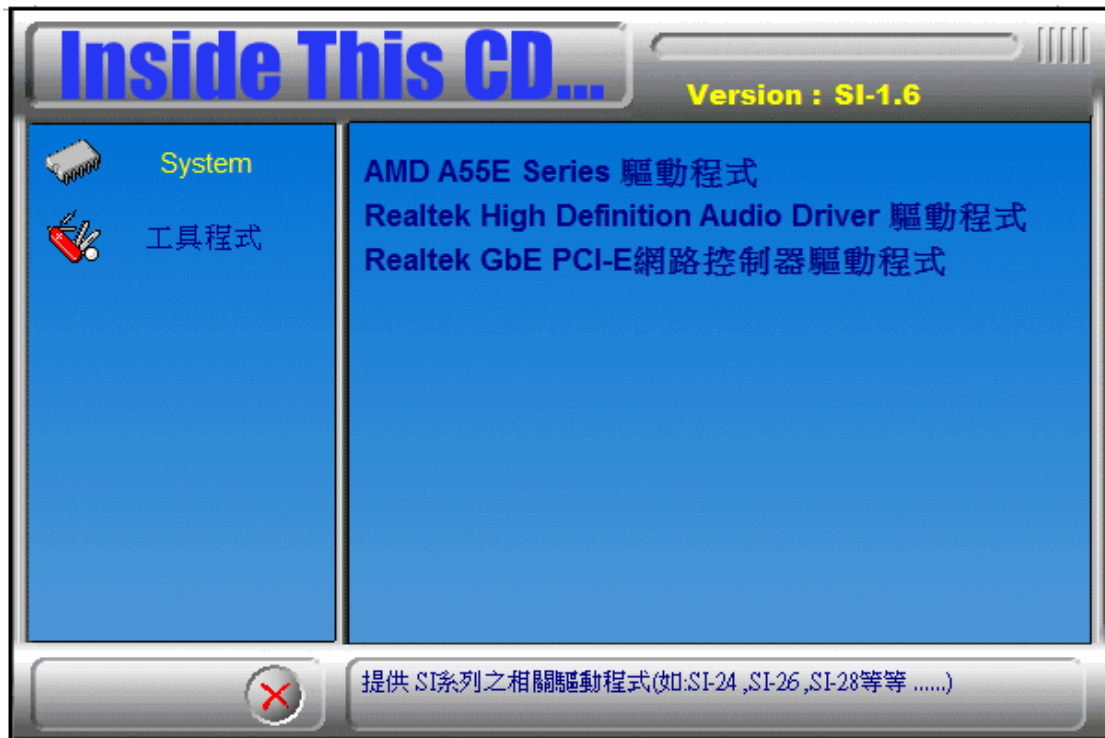 Inside This CD...
Version : SI-1.6
System
工具程式
AMD A55E Series 驅動程式
Realtek High Definition Audio Driver 驅動程式
Realtek GbE PCI-E網路控制器驅動程式
提供 SI系列之相關驅動程式(如:SI-24 ,SI-26 ,SI-28等等 ......)